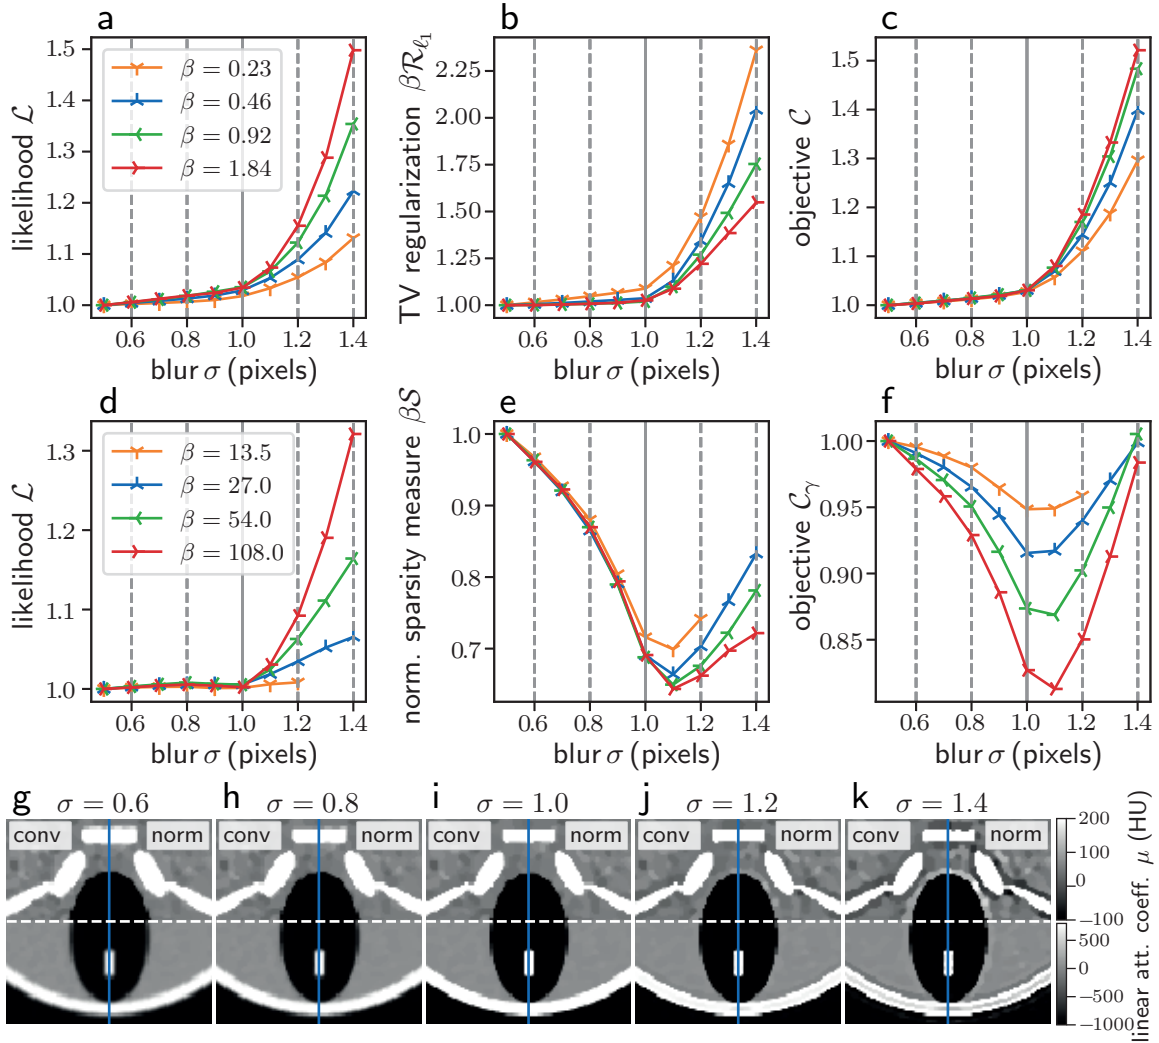 a
likelihood ℒ
1.5
1.4
1.3
1.2
1.1
1.0
β = 0.23
β = 0.46
β = 0.92
β = 1.84
0.6 0.8 1.0 1.2 1.4
blur σ (pixels)
b
TV regularization βℛℓ₁
2.25
2.00
1.75
1.50
1.25
1.00
0.6 0.8 1.0 1.2 1.4
blur σ (pixels)
c
objective 𝒞
1.5
1.4
1.3
1.2
1.1
1.0
0.6 0.8 1.0 1.2 1.4
blur σ (pixels)
d
likelihood ℒ
1.3
1.2
1.1
1.0
β = 13.5
β = 27.0
β = 54.0
β = 108.0
0.6 0.8 1.0 1.2 1.4
blur σ (pixels)
e
norm. sparsity measure β𝒮
1.0
0.9
0.8
0.7
0.6 0.8 1.0 1.2 1.4
blur σ (pixels)
f
objective 𝒞γ
1.00
0.95
0.90
0.85
0.6 0.8 1.0 1.2 1.4
blur σ (pixels)
g σ = 0.6
conv norm
h σ = 0.8
conv norm
i σ = 1.0
conv norm
j σ = 1.2
conv norm
k σ = 1.4
conv norm
200
100
0
−100
500
0
−500
−1000
linear att. coeff. μ (HU)